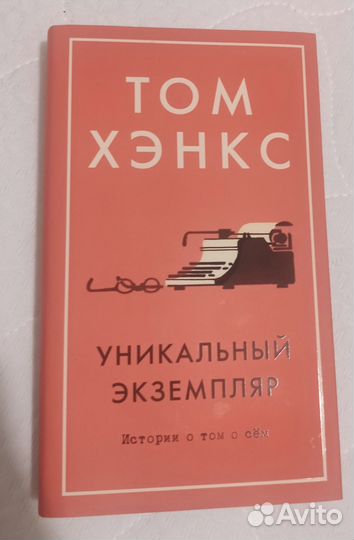 ТОМ
ХЭНКС
УНИКАЛЬНЫЙ
ЭКЗЕМПЛЯР
Истории о том о сём
Avito